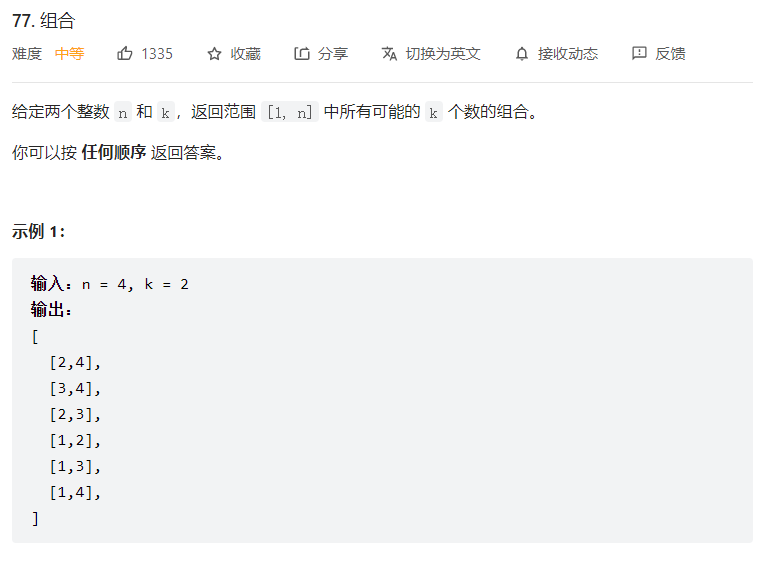 77. 组合
难度 中等 1335 收藏 分享 切换为英文 接收动态 反馈
给定两个整数 n 和 k，返回范围 [1, n] 中所有可能的 k 个数的组合。
你可以按 任何顺序 返回答案。
示例 1：
输入：n = 4, k = 2
输出：
[
[2,4],
[3,4],
[2,3],
[1,2],
[1,3],
[1,4],
]